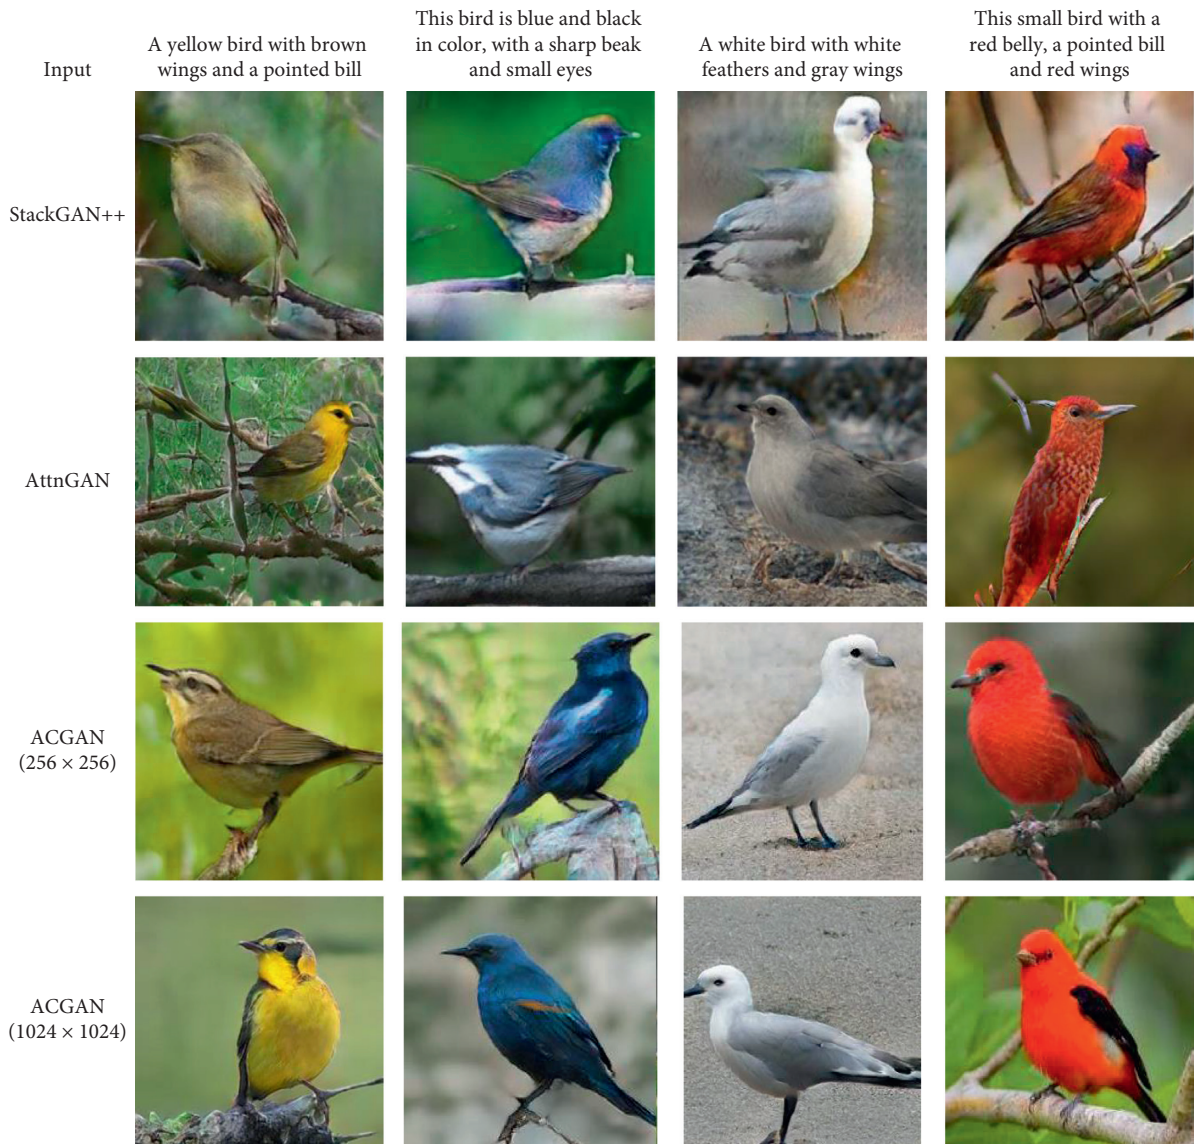 Input
A yellow bird with brown
wings and a pointed bill
This bird is blue and black
in color, with a sharp beak
and small eyes
A white bird with white
feathers and gray wings
This small bird with a
red belly, a pointed bill
and red wings
StackGAN++
AttnGAN
ACGAN
(256 × 256)
ACGAN
(1024 × 1024)